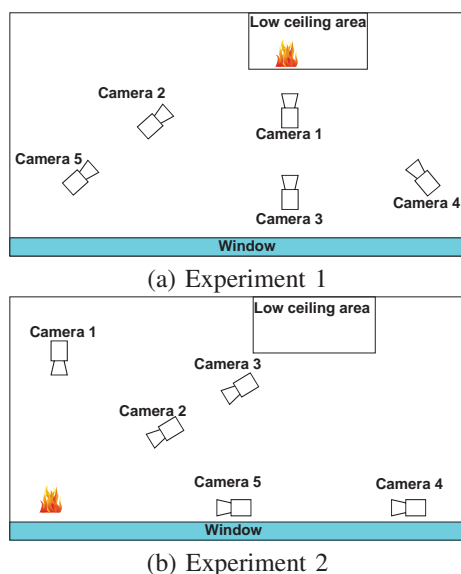 Low ceiling area
Camera 2
Camera 1
Camera 5
Camera 4
Camera 3
Window
(a) Experiment 1
Low ceiling area
Camera 1
Camera 3
Camera 2
Camera 5
Camera 4
Window
(b) Experiment 2